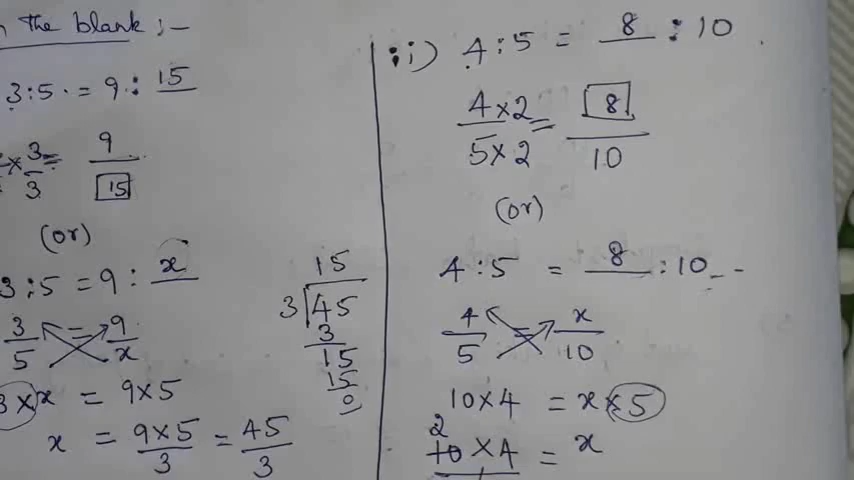 the blank :-
3:5 = 9 : 15
× 3/3 = 9/15
(or)
3:5 = 9 : x
3/5 = 9/x
3 × x = 9×5
x = 9×5/3 = 45/3
15
3 45
3
15
15
0
ii) 4:5 = 8 : 10
4×2/5×2 = 8/10
(or)
4:5 = 8 : 10
4/5 = x/10
10×4 = x×5
2
10 ×4 = x